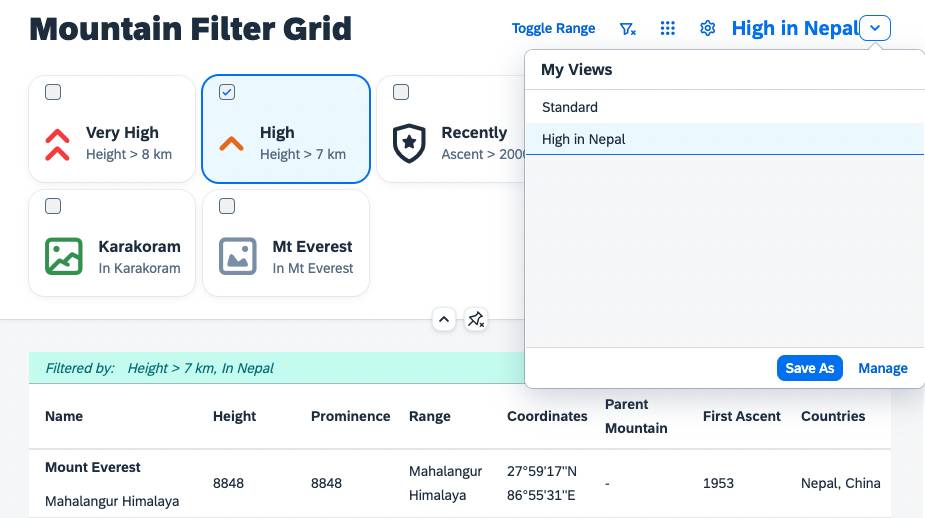 Mountain Filter Grid
Toggle Range
High in Nepal
My Views
Standard
High in Nepal
Save As
Manage
Very High
Height > 8 km
High
Height > 7 km
Recently
Ascent > 200
Karakoram
In Karakoram
Mt Everest
In Mt Everest
Filtered by: Height > 7 km, In Nepal
Name Height Prominence Range Coordinates Parent Mountain First Ascent Countries
Mount Everest
Mahalangur Himalaya
8848
8848
Mahalangur
Himalaya
27°59'17"N
86°55'31"E
-
1953
Nepal, China